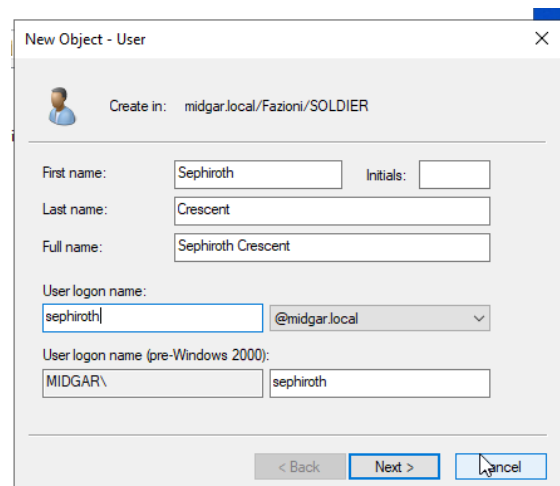 New Object - User
Create in: midgar.local/Fazioni/SOLDIER
First name: Sephiroth Initials:
Last name: Crescent
Full name: Sephiroth Crescent
User logon name:
sephiroth @midgar.local
User logon name (pre-Windows 2000):
MIDGAR\ sephiroth
< Back Next > Cancel